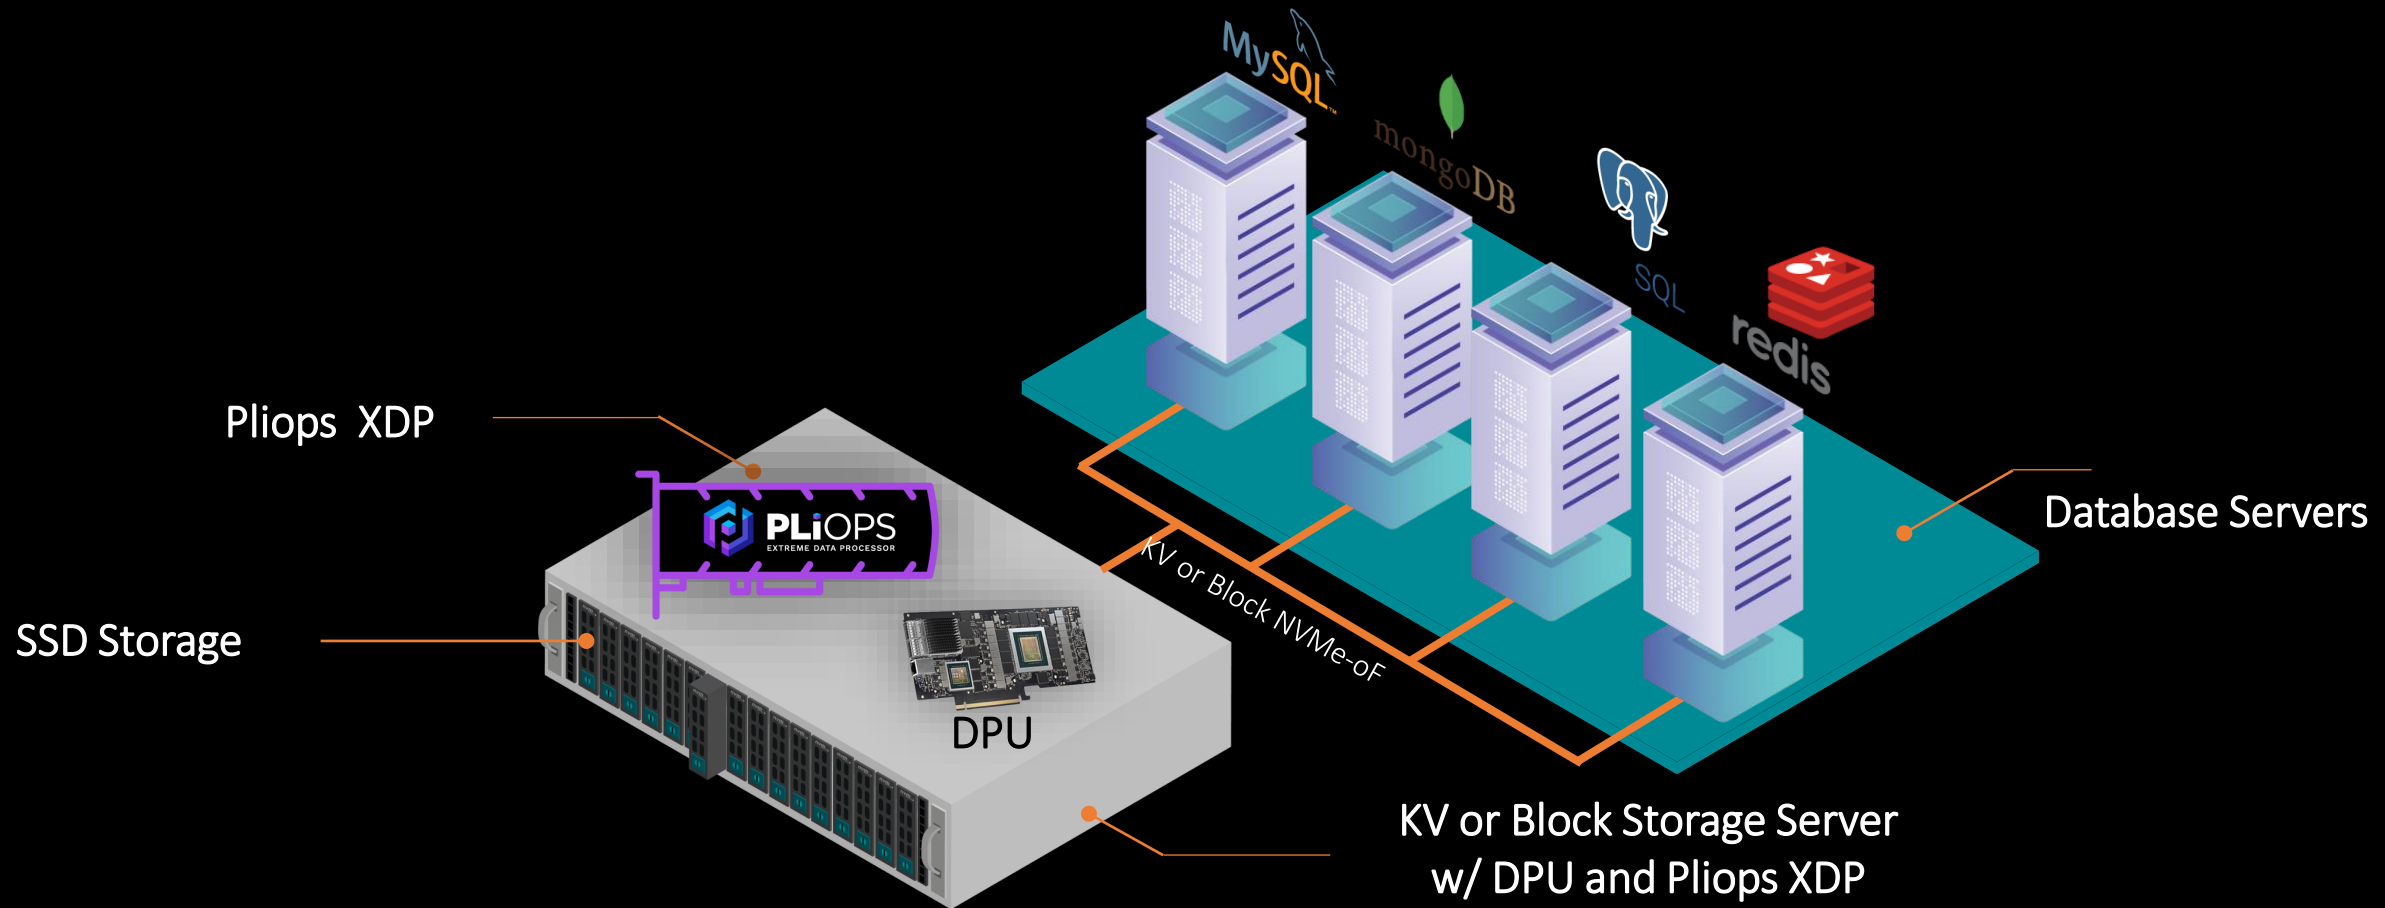 MySQL™
mongoDB
SQL
redis
Pliops XDP
PLiOPS
EXTREME DATA PROCESSOR
Database Servers
KV or Block NVMe-oF
SSD Storage
DPU
KV or Block Storage Server
w/ DPU and Pliops XDP